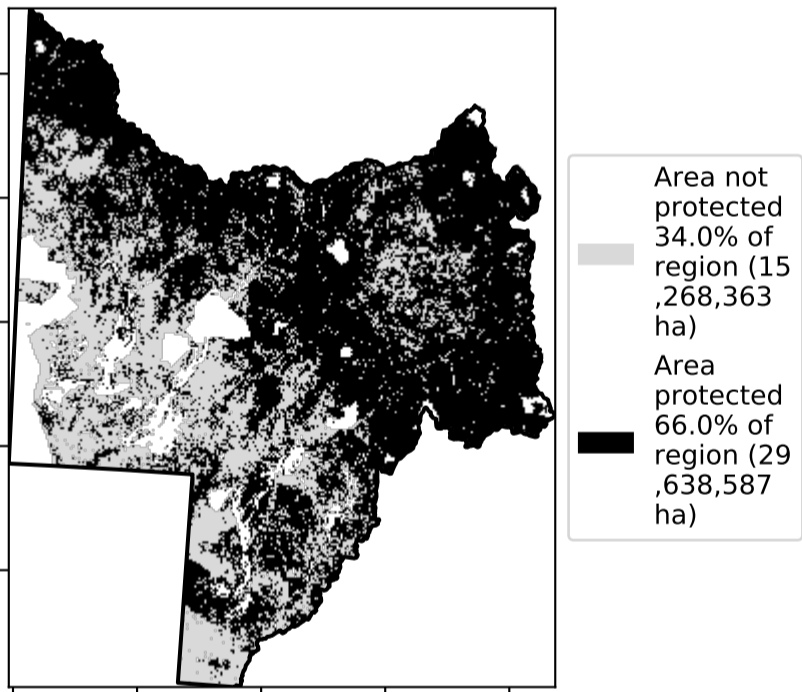 Area not
protected
34.0% of
region (15
,268,363
ha)
Area
protected
66.0% of
region (29
,638,587
ha)